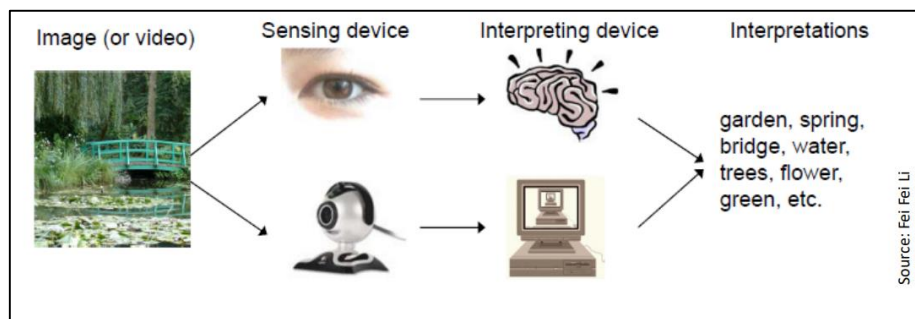 Image (or video)
Sensing device
Interpreting device
Interpretations
garden, spring,
bridge, water,
trees, flower,
green, etc.
Source: Fei Fei Li